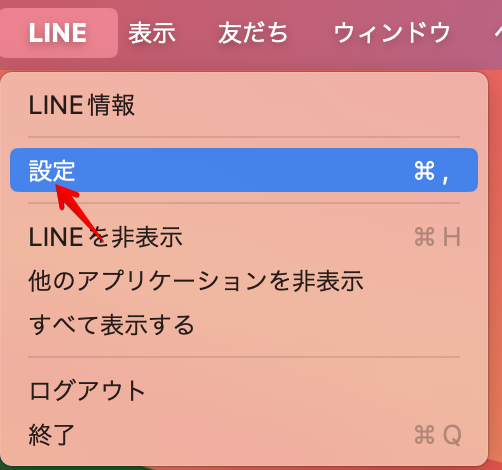 LINE 表示 友だち ウィンドウ
LINE情報
設定 ⌘ ,
LINEを非表示 ⌘ H
他のアプリケーションを非表示
すべて表示する
ログアウト
終了 ⌘ Q